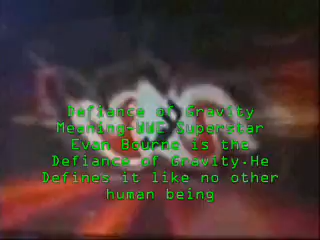 Defiance of Gravity
Meaning-WWE Superstar
Evan Bourne is the
Defiance of Gravity.He
Defines it like no other
human being